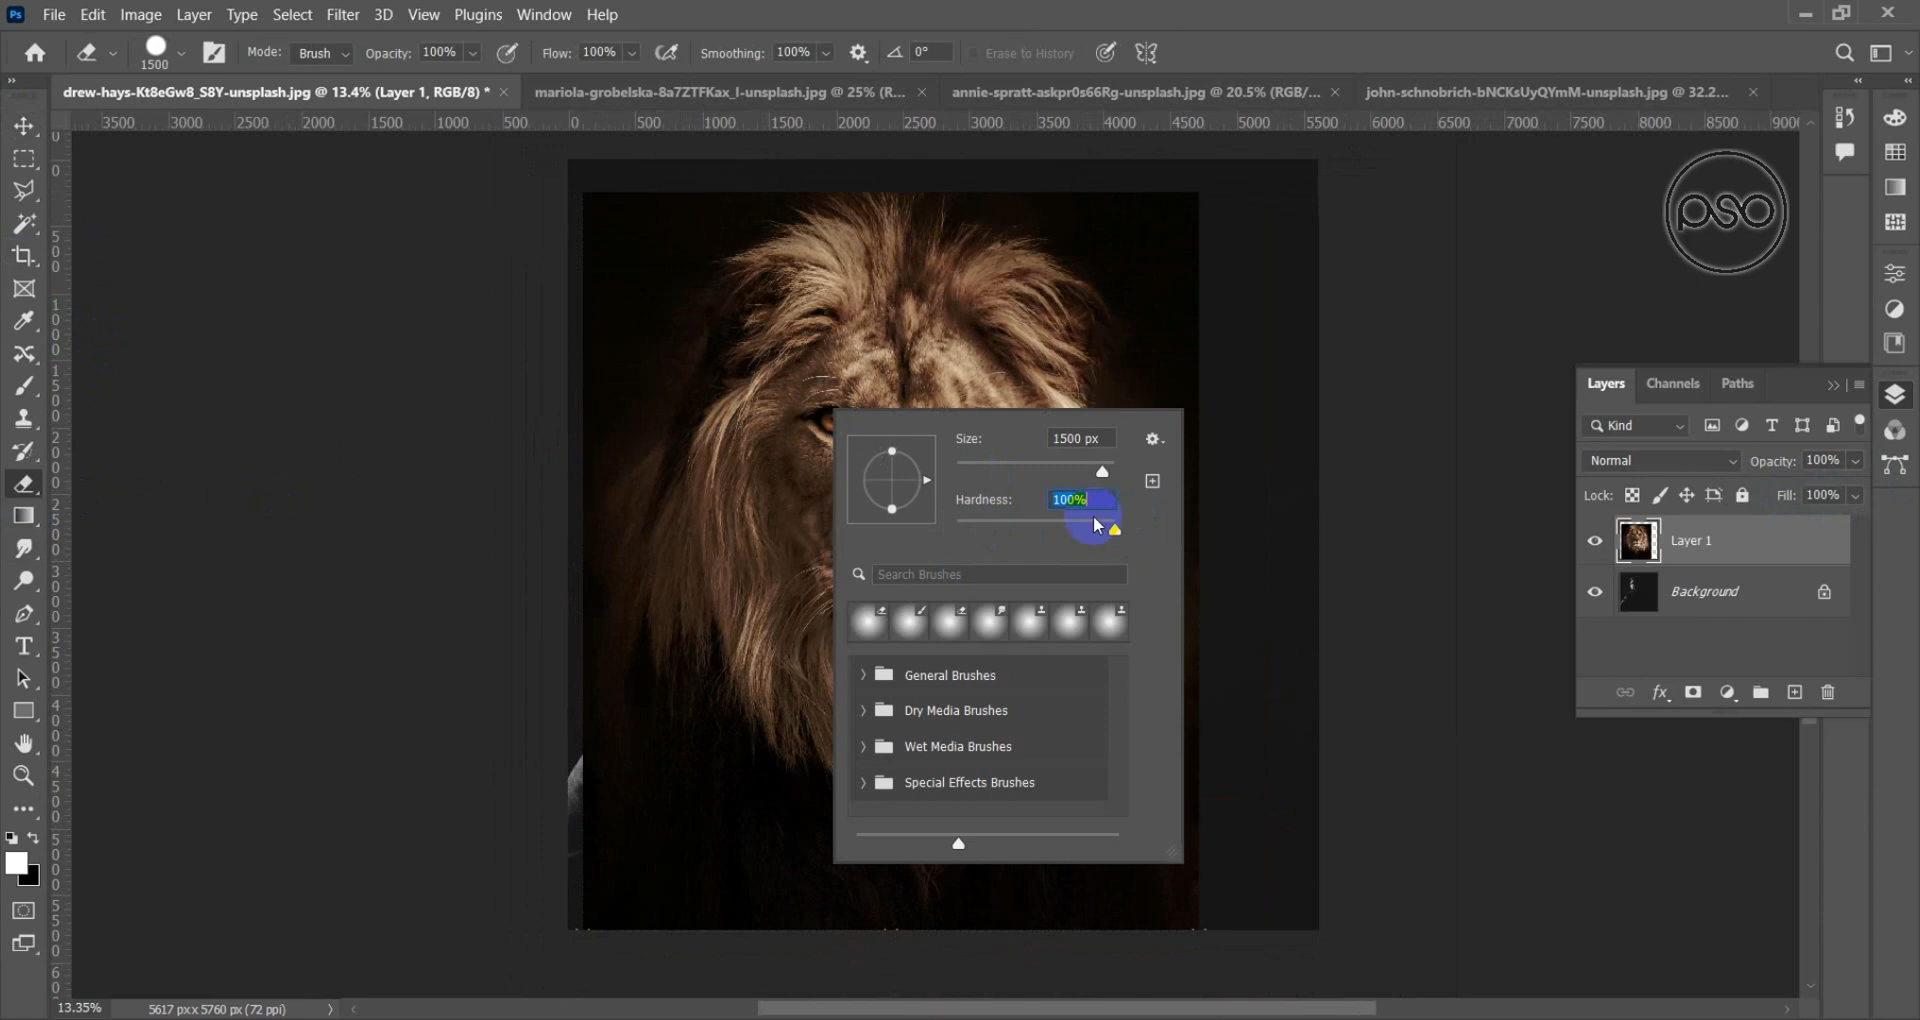 Ps File Edit Image Layer Type Select Filter 3D View Plugins Window Help
1500 Mode: Brush Opacity: 100% Flow: 100% Smoothing: 100% 0° Erase to History
drew-hays-Kt8eGw8_S8Y-unsplash.jpg @ 13.4% (Layer 1, RGB/8) * mariola-grobelska-8a7ZTFKax_I-unsplash.jpg @ 25% (R... annie-spratt-askpr0s66Rg-unsplash.jpg @ 20.5% (RGB/... john-schnobrich-bNCKsUyQYmM-unsplash.jpg @ 32.2...
3500 3000 2500 2000 1500 1000 500 0 500 1000 1500 2000 2500 3000 3500 4000 4500 5000 5500 6000 6500 7000 7500 8000 8500 9000
pso
Layers Channels Paths
Kind
Normal Opacity: 100%
Lock: Fill: 100%
Layer 1
Background
Size: 1500 px
Hardness: 100%
Search Brushes
General Brushes
Dry Media Brushes
Wet Media Brushes
Special Effects Brushes
13.35% 5617 px x 5760 px (72 ppi)